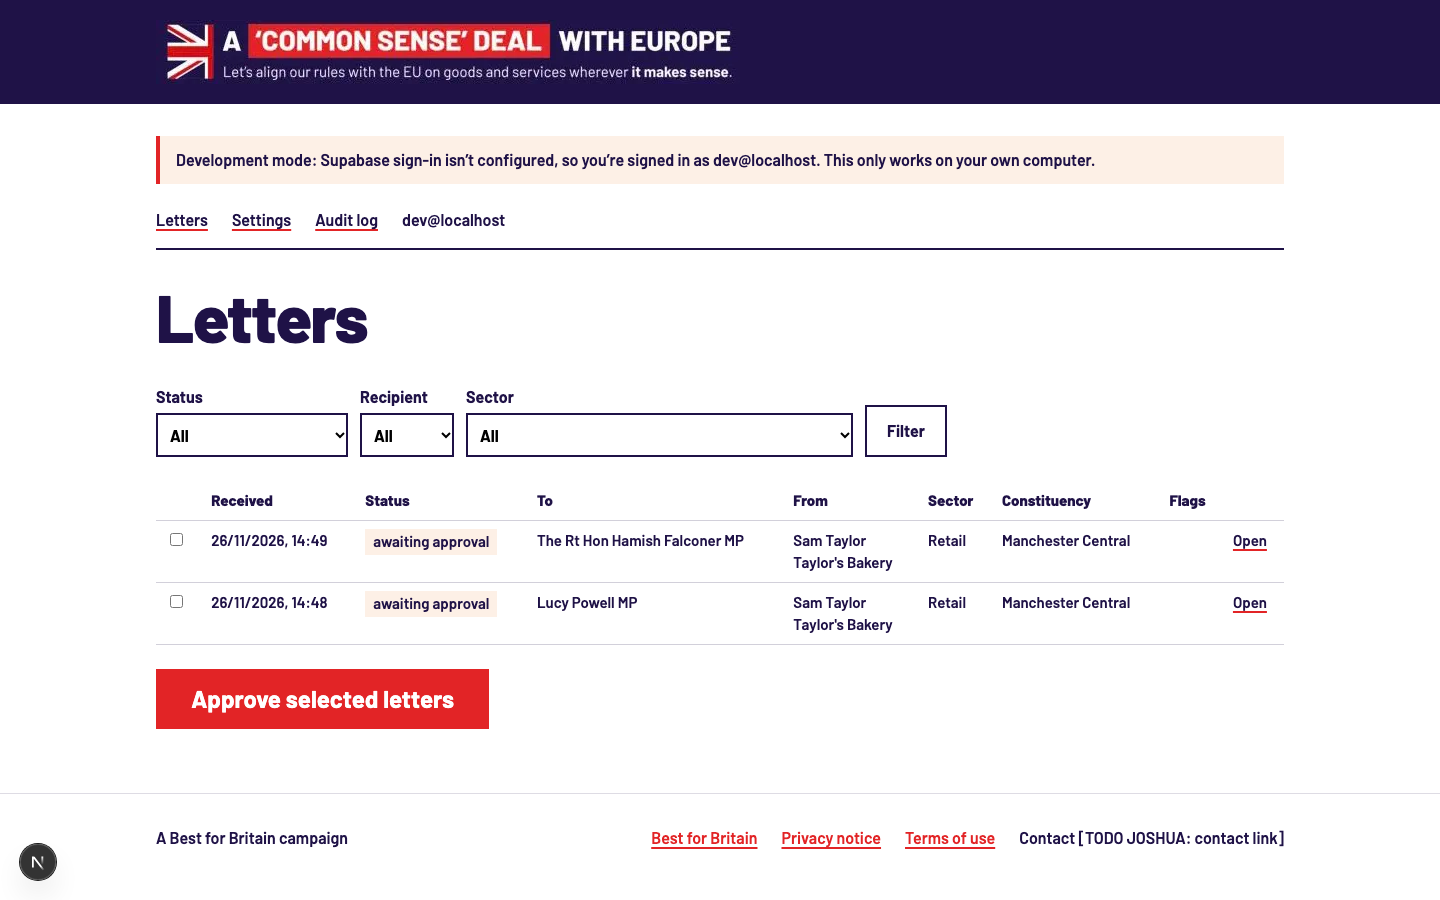 A ‘COMMON SENSE’ DEAL WITH EUROPE
Let’s align our rules with the EU on goods and services wherever it makes sense.
Development mode: Supabase sign-in isn’t configured, so you’re signed in as dev@localhost. This only works on your own computer.
Letters Settings Audit log dev@localhost
Letters
Status Recipient Sector
All All All Filter
Received Status To From Sector Constituency Flags
26/11/2026, 14:49 awaiting approval The Rt Hon Hamish Falconer MP Sam Taylor Retail Manchester Central Open
Taylor's Bakery
26/11/2026, 14:48 awaiting approval Lucy Powell MP Sam Taylor Retail Manchester Central Open
Taylor's Bakery
Approve selected letters
A Best for Britain campaign Best for Britain Privacy notice Terms of use Contact [TODO JOSHUA: contact link]
N